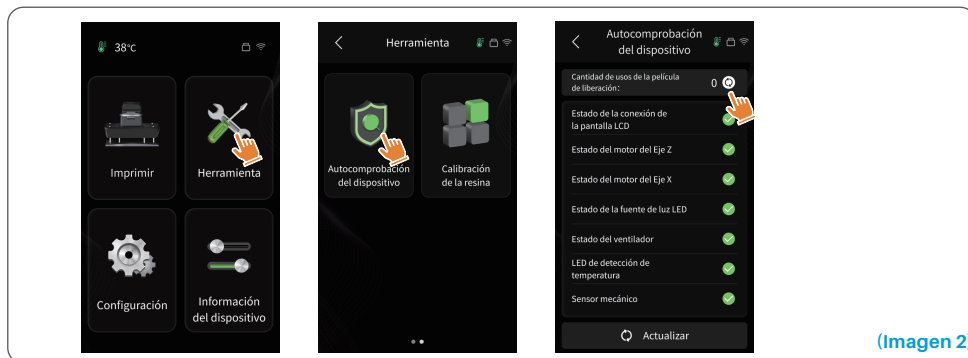 38℃
Imprimir
Herramienta
Configuración
Información
del dispositivo
Herramienta
Autocomprobación
del dispositivo
Calibración
de la resina
Autocomprobación
del dispositivo
Cantidad de usos de la película
de liberación:
0
Estado de la conexión de
la pantalla LCD
Estado del motor del Eje Z
Estado del motor del Eje X
Estado de la fuente de luz LED
Estado del ventilador
LED de detección de
temperatura
Sensor mecánico
Actualizar
(Imagen 2